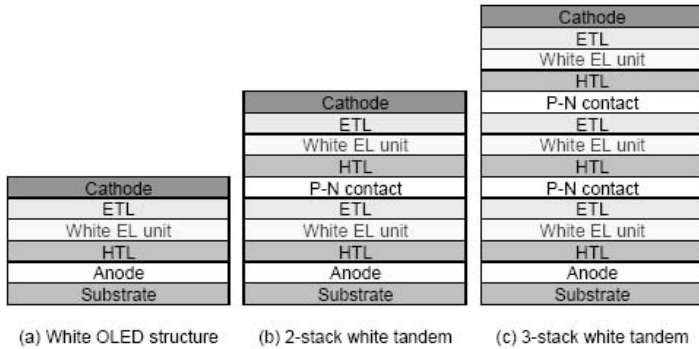 Cathode
ETL
White EL unit
HTL
Anode
Substrate
(a) White OLED structure
Cathode
ETL
White EL unit
HTL
P-N contact
ETL
White EL unit
HTL
Anode
Substrate
(b) 2-stack white tandem
Cathode
ETL
White EL unit
HTL
P-N contact
ETL
White EL unit
HTL
P-N contact
ETL
White EL unit
HTL
Anode
Substrate
(c) 3-stack white tandem